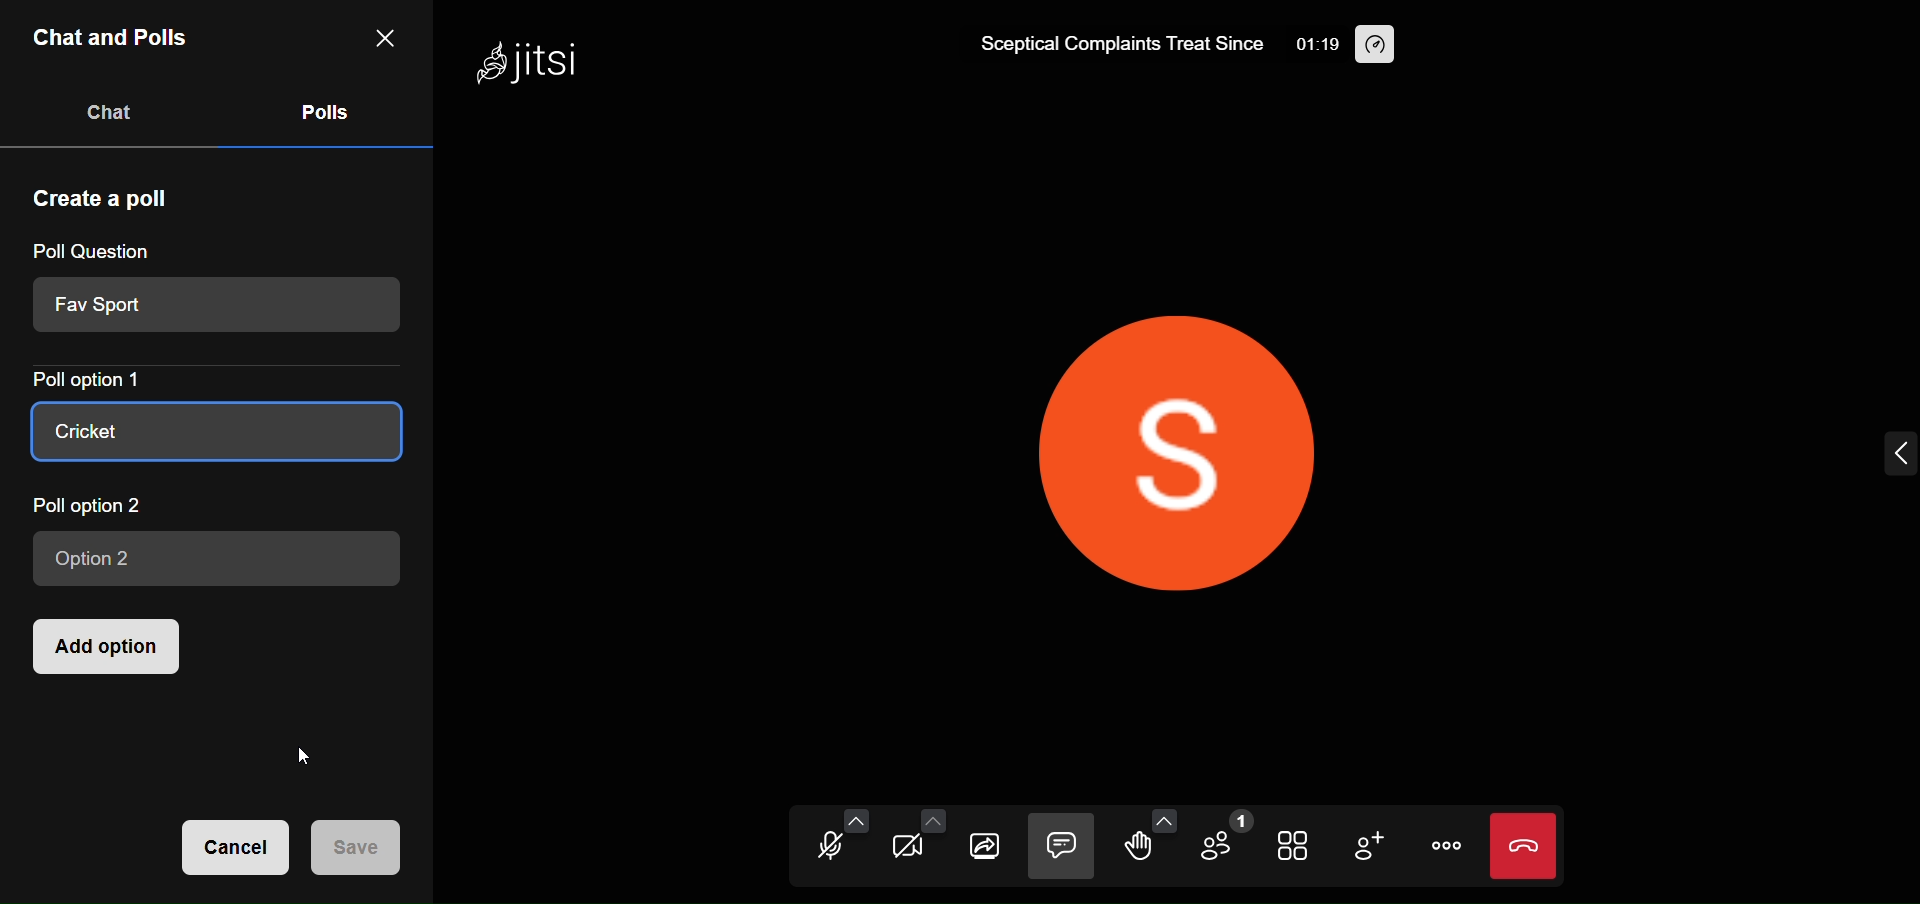 Chat and Polls
Chat
Polls
Create a poll
Poll Question
Fav Sport
Poll option 1
Cricket
Poll option 2
Option 2
Add option
Cancel
Save
jitsi
Sceptical Complaints Treat Since
01:19
S
1